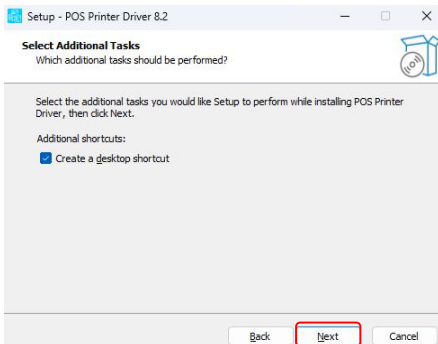 Setup - POS Printer Driver 8.2
Select Additional Tasks
Which additional tasks should be performed?
Select the additional tasks you would like Setup to perform while installing POS Printer
Driver, then click Next.
Additional shortcuts:
Create a desktop shortcut
Back Next Cancel